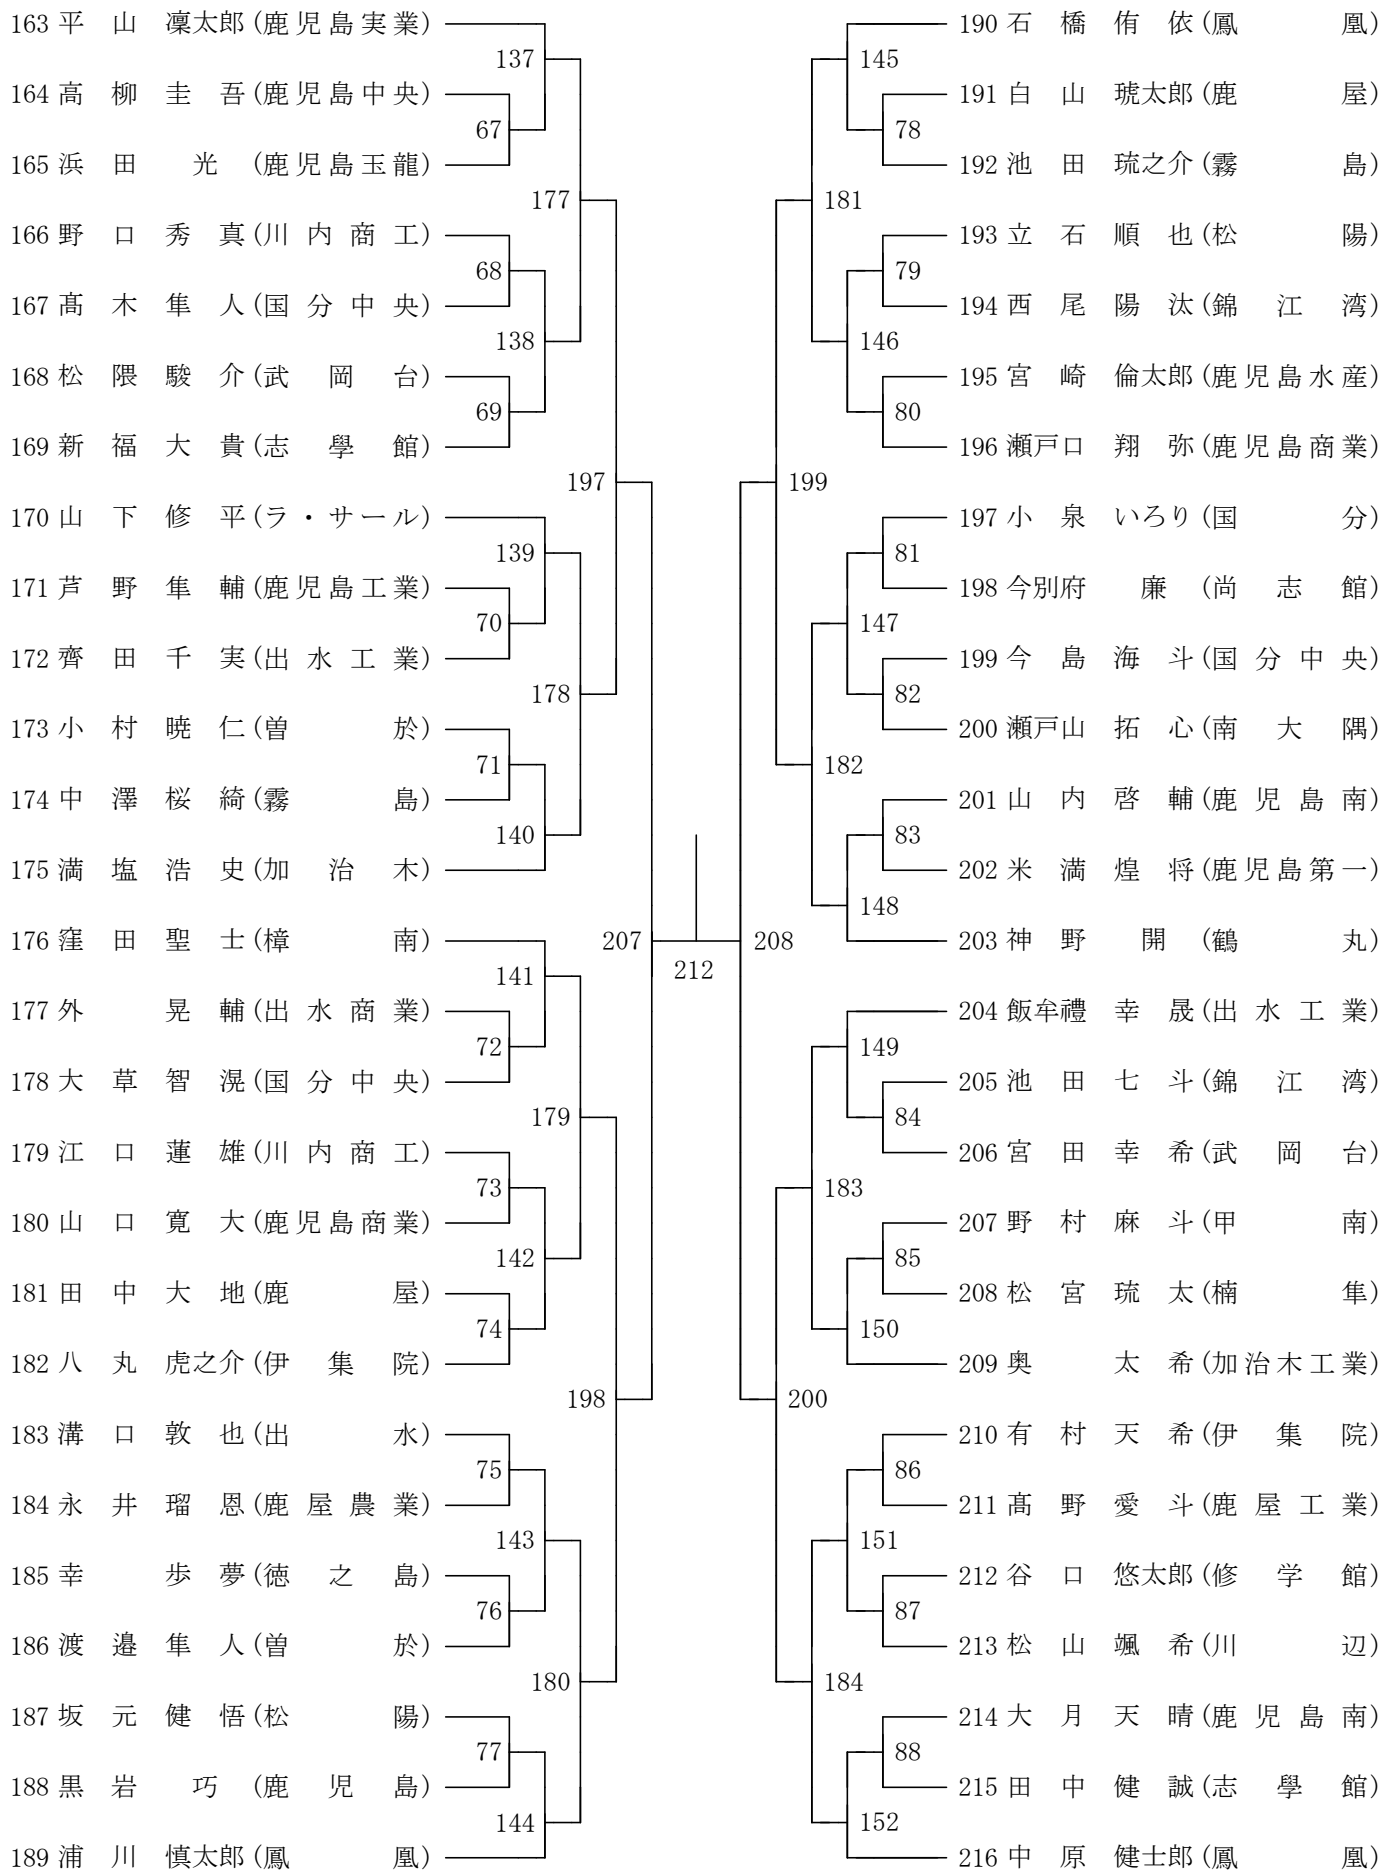 163 平山 凜太郎 (鹿児島実業)
137
164 高柳 圭吾 (鹿児島中央)
67
165 浜田 光 (鹿児島玉龍)
177
166 野口 秀真 (川内商工)
68
167 髙木 隼人 (国分中央)
138
168 松隈 駿介 (武岡台)
69
169 新福 大貴 (志學館)
197
170 山下 修平 (ラ・サール)
139
171 芦野 隼輔 (鹿児島工業)
70
172 齊田 千実 (出水工業)
178
173 小村 暁仁 (曽於)
71
174 中澤 桜綺 (霧島)
140
175 満塩 浩史 (加治木)
207
212
176 窪田 聖士 (樟南)
141
177 外 晃輔 (出水商業)
72
178 大草 智滉 (国分中央)
179
179 江口 蓮雄 (川内商工)
73
180 山口 寛大 (鹿児島商業)
142
181 田中 大地 (鹿屋)
74
182 八丸 虎之介 (伊集院)
198
183 溝口 敦也 (出水)
75
184 永井 瑠恩 (鹿屋農業)
143
185 幸 歩夢 (徳之島)
76
186 渡邉 隼人 (曽於)
180
187 坂元 健悟 (松陽)
77
188 黒岩 巧 (鹿児島)
144
189 浦川 慎太郎 (鳳凰)
190 石橋 侑依 (鳳凰)
145
191 白山 琥太郎 (鹿屋)
78
192 池田 琉之介 (霧島)
181
193 立石 順也 (松陽)
79
194 西尾 陽汰 (錦江湾)
146
195 宮崎 倫太郎 (鹿児島水産)
80
196 瀬戸口 翔弥 (鹿児島商業)
199
197 小泉 いろり (国分)
81
198 今別府 廉 (尚志館)
147
199 今島 海斗 (国分中央)
82
200 瀬戸山 拓心 (南大隅)
182
201 山内 啓輔 (鹿児島南)
83
202 米満 煌将 (鹿児島第一)
148
203 神野 開 (鶴丸)
208
204 飯牟禮 幸晟 (出水工業)
149
205 池田 七斗 (錦江湾)
84
206 宮田 幸希 (武岡台)
183
207 野村 麻斗 (甲南)
85
208 松宮 琉太 (楠隼)
150
209 奥 太希 (加治木工業)
200
210 有村 天希 (伊集院)
86
211 髙野 愛斗 (鹿屋工業)
151
212 谷口 悠太郎 (修学館)
87
213 松山 颯希 (川辺)
184
214 大月 天晴 (鹿児島南)
88
215 田中 健誠 (志學館)
152
216 中原 健士郎 (鳳凰)